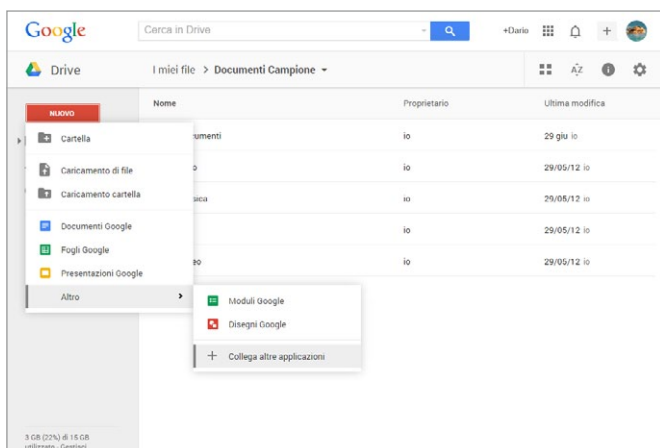 Google
Cerca in Drive
+Dario
Drive
I miei file > Documenti Campione
AZ
NUOVO
Nome
Proprietario
Ultima modifica
Cartella
io
29 giu io
Caricamento di file
io
29/05/12 io
Caricamento cartella
io
29/05/12 io
Documenti Google
io
29/05/12 io
Fogli Google
Presentazioni Google
io
29/05/12 io
Altro
Moduli Google
Disegni Google
+ Collega altre applicazioni
3 GB (22%) di 15 GB
utilizzato - Gestisci